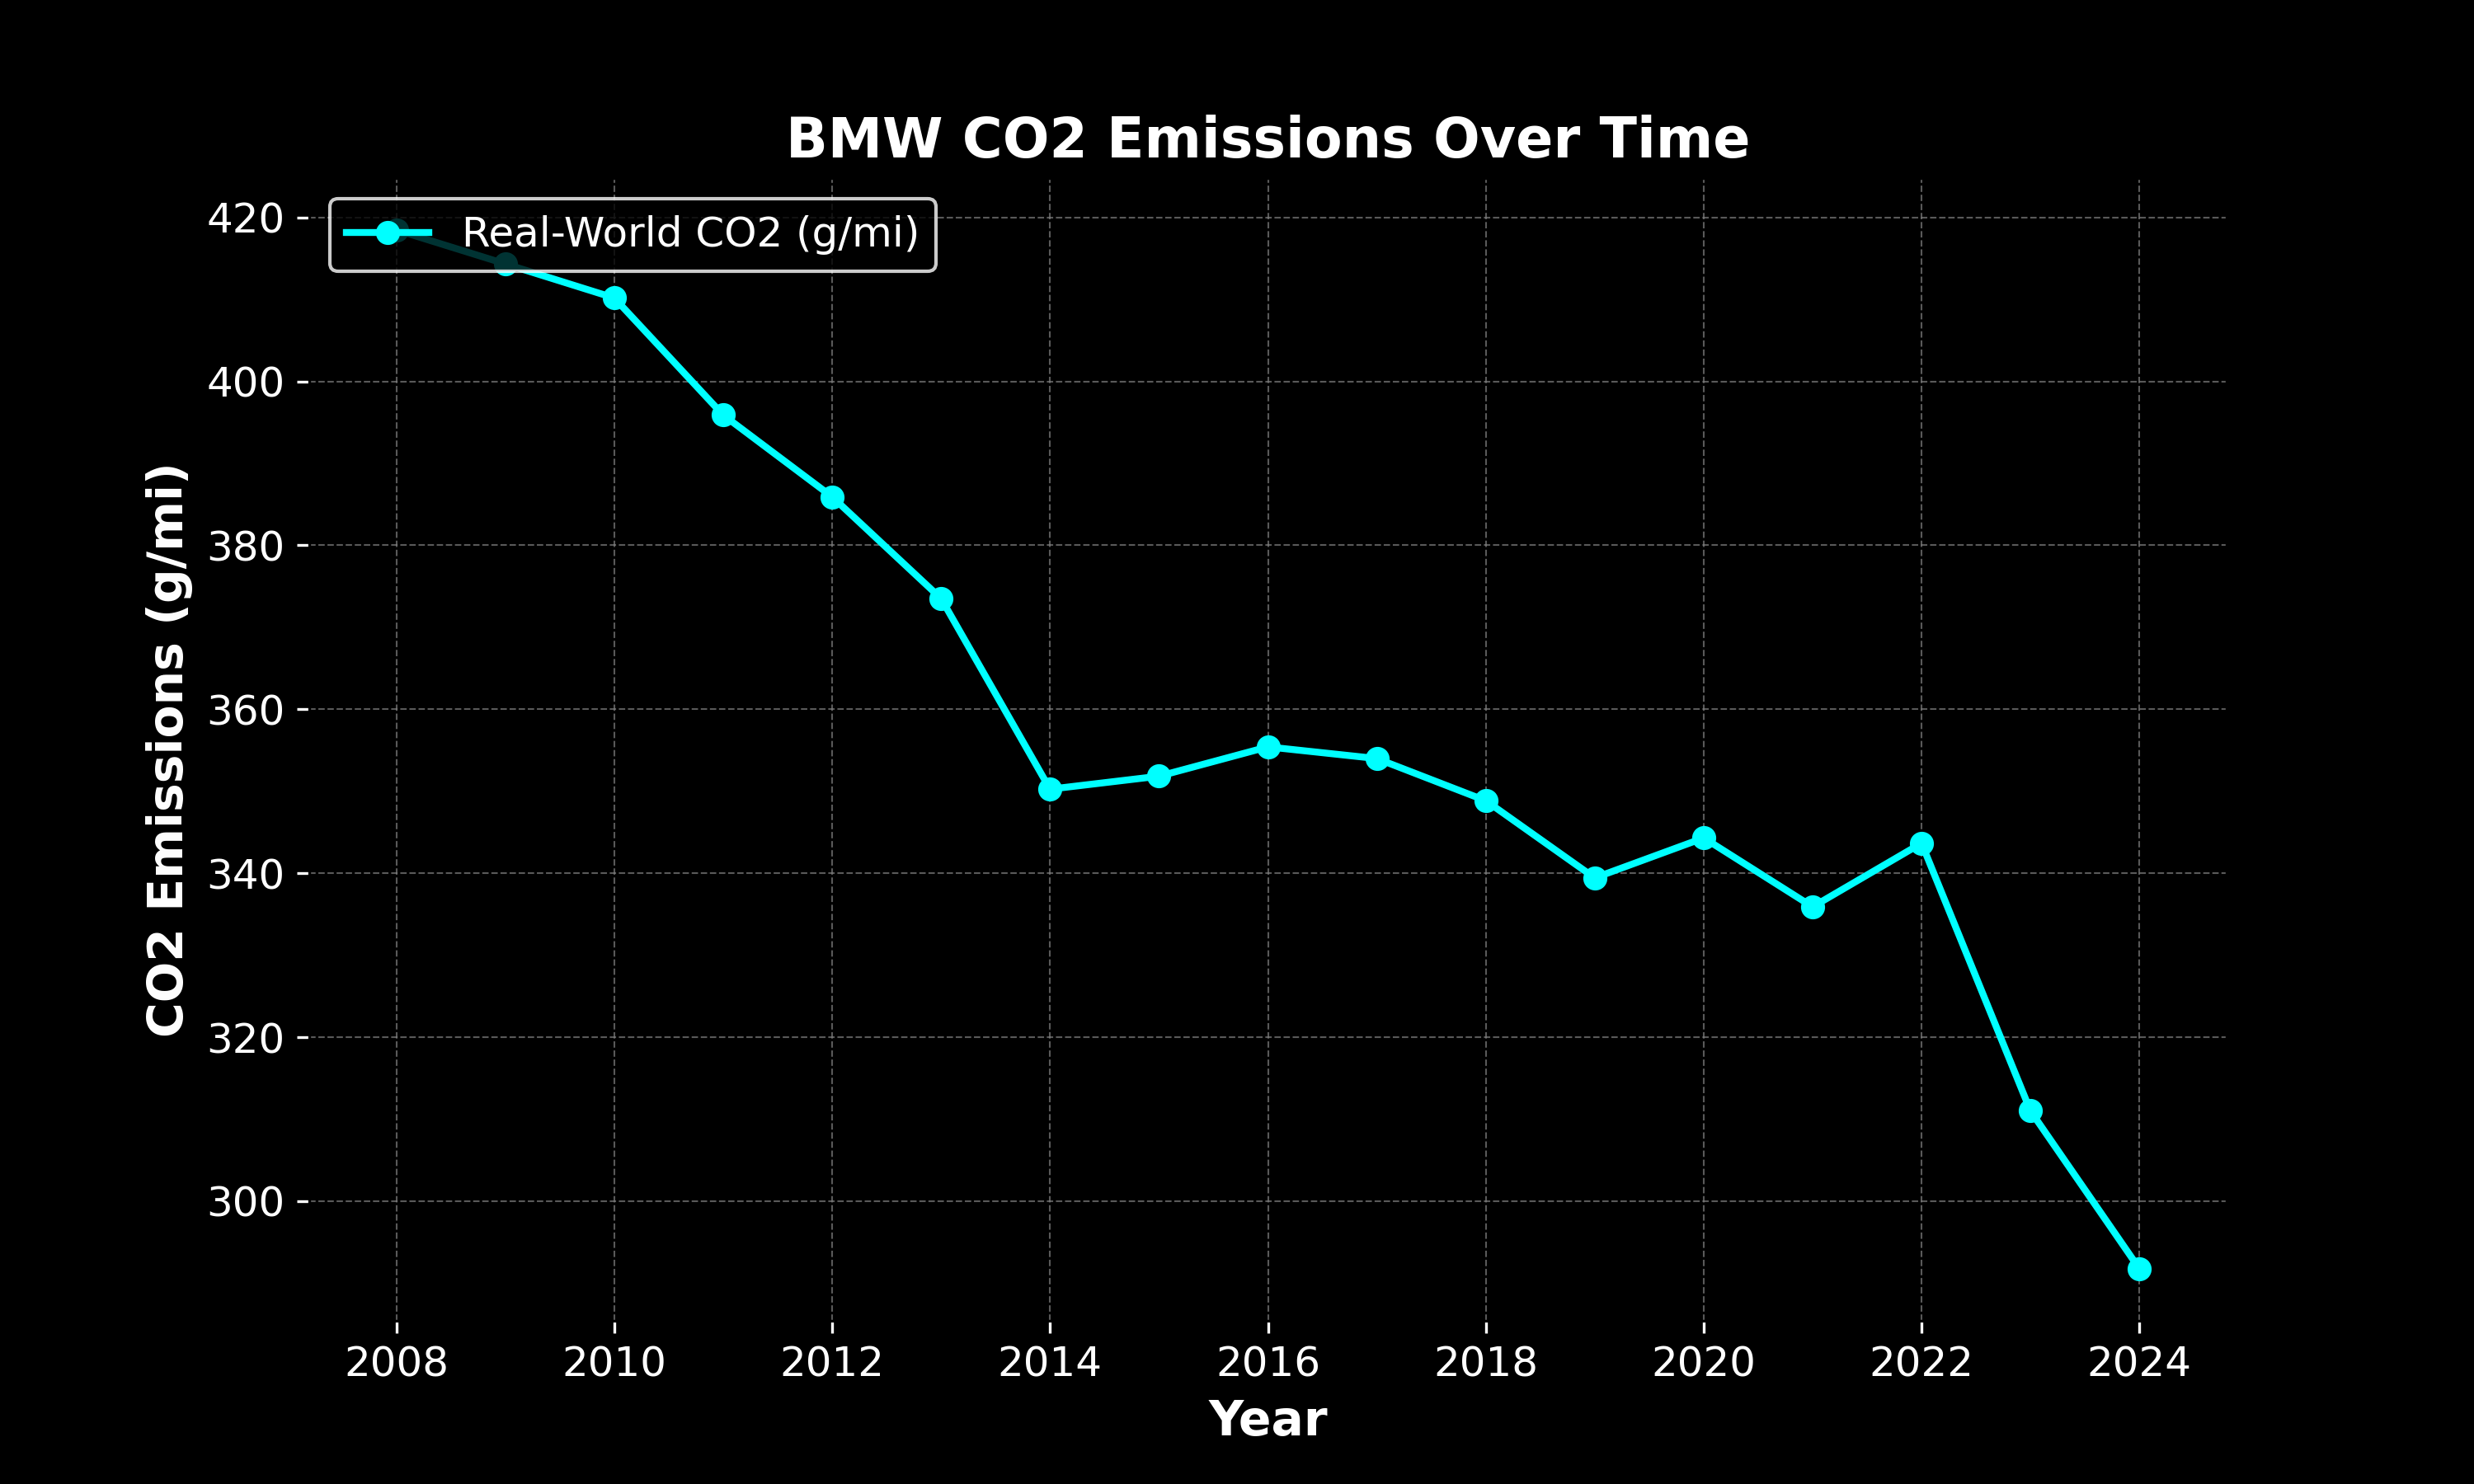 BMW CO2 Emissions Over Time
Real-World CO2 (g/mi)
CO2 Emissions (g/mi)
420
400
380
360
340
320
300
2008 2010 2012 2014 2016 2018 2020 2022 2024
Year